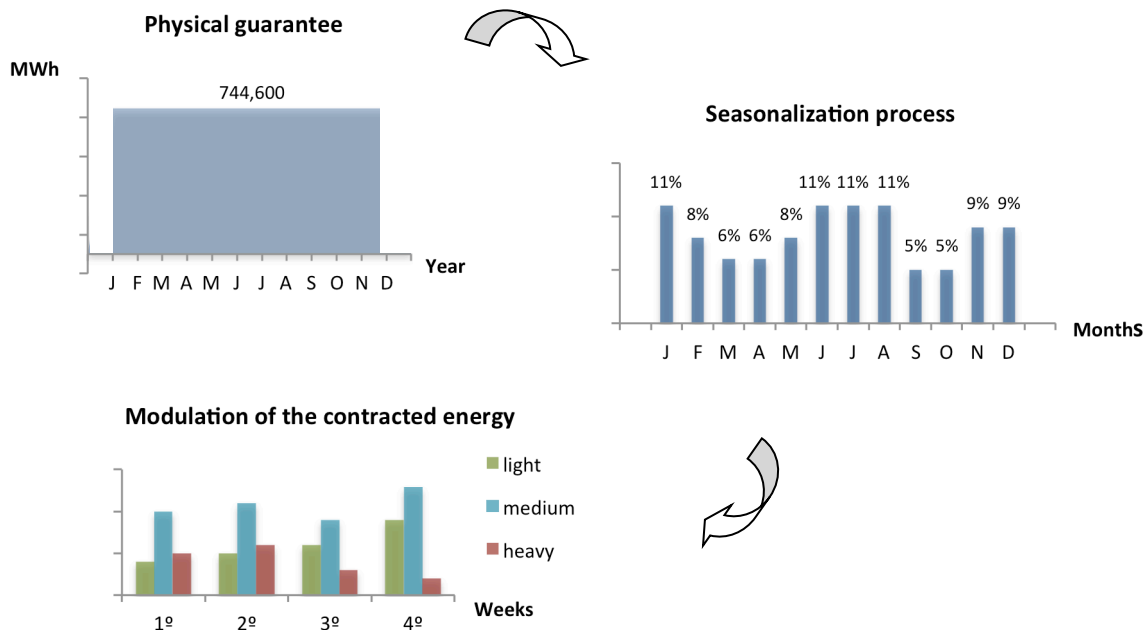 Physical guarantee
MWh
744,600
J F M A M J J A S O N D
Year
Seasonalization process
11% 8% 6% 6% 8% 11% 11% 11% 5% 5% 9% 9%
J F M A M J J A S O N D
Months
Modulation of the contracted energy
light
medium
heavy
1º 2º 3º 4º
Weeks